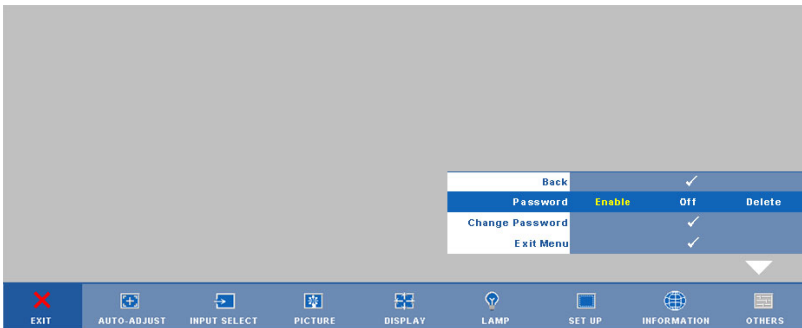 Back
Password Enable Off Delete
Change Password
Exit Menu
EXIT AUTO-ADJUST INPUT SELECT PICTURE DISPLAY LAMP SET UP INFORMATION OTHERS